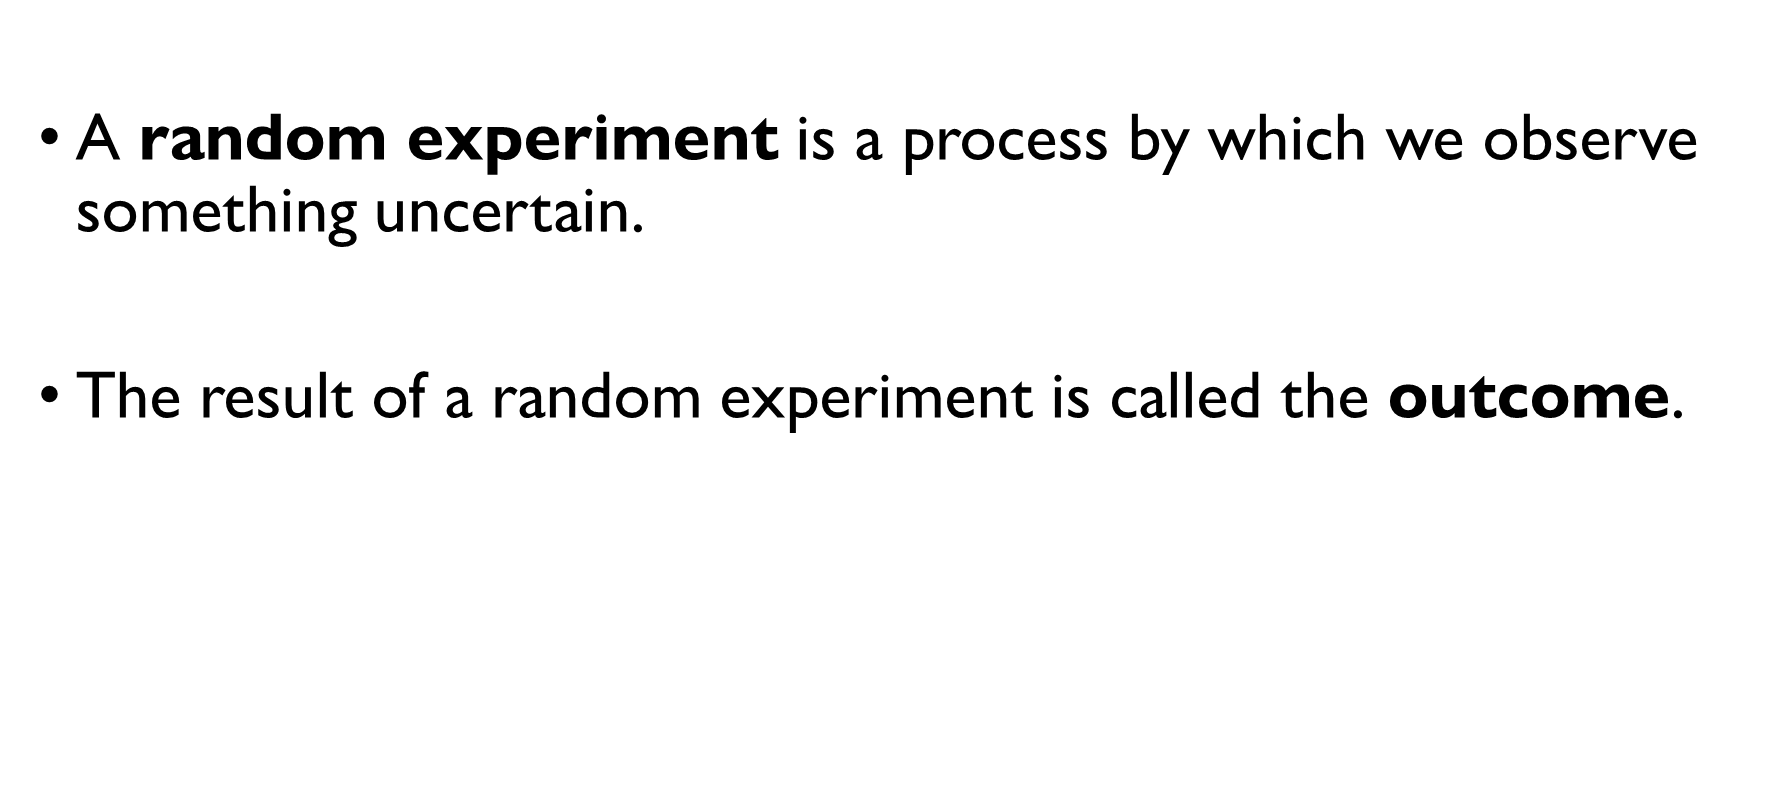 • A random experiment is a process by which we observe
something uncertain.
• The result of a random experiment is called the outcome.